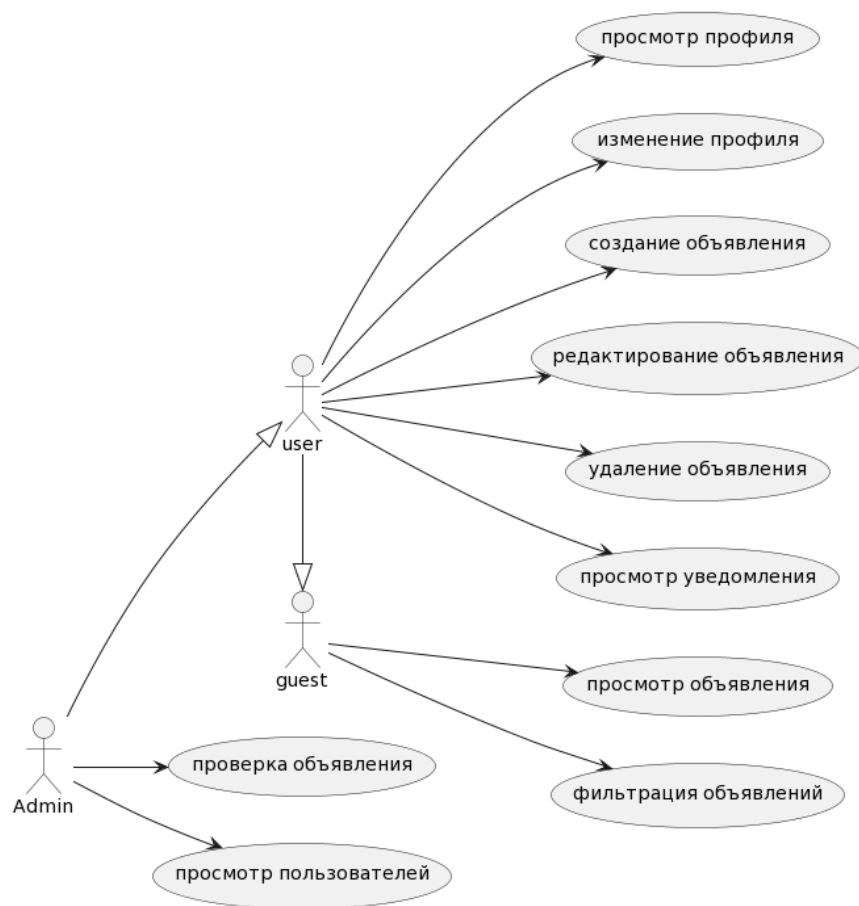 просмотр профиля
изменение профиля
создание объявления
редактирование объявления
user
удаление объявления
просмотр уведомления
guest
просмотр объявления
проверка объявления
фильтрация объявлений
Admin
просмотр пользователей